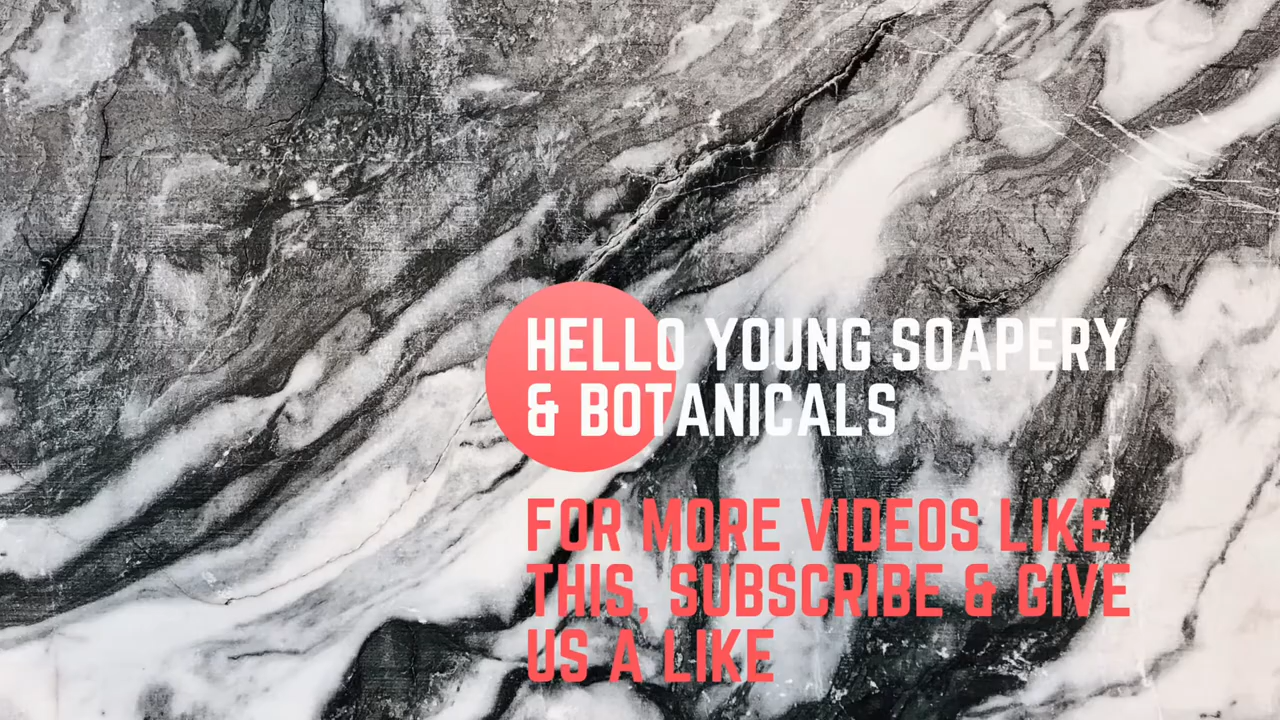 HELLO YOUNG SOAPERY
& BOTANICALS
FOR MORE VIDEOS LIKE
THIS, SUBSCRIBE & GIVE
US A LIKE